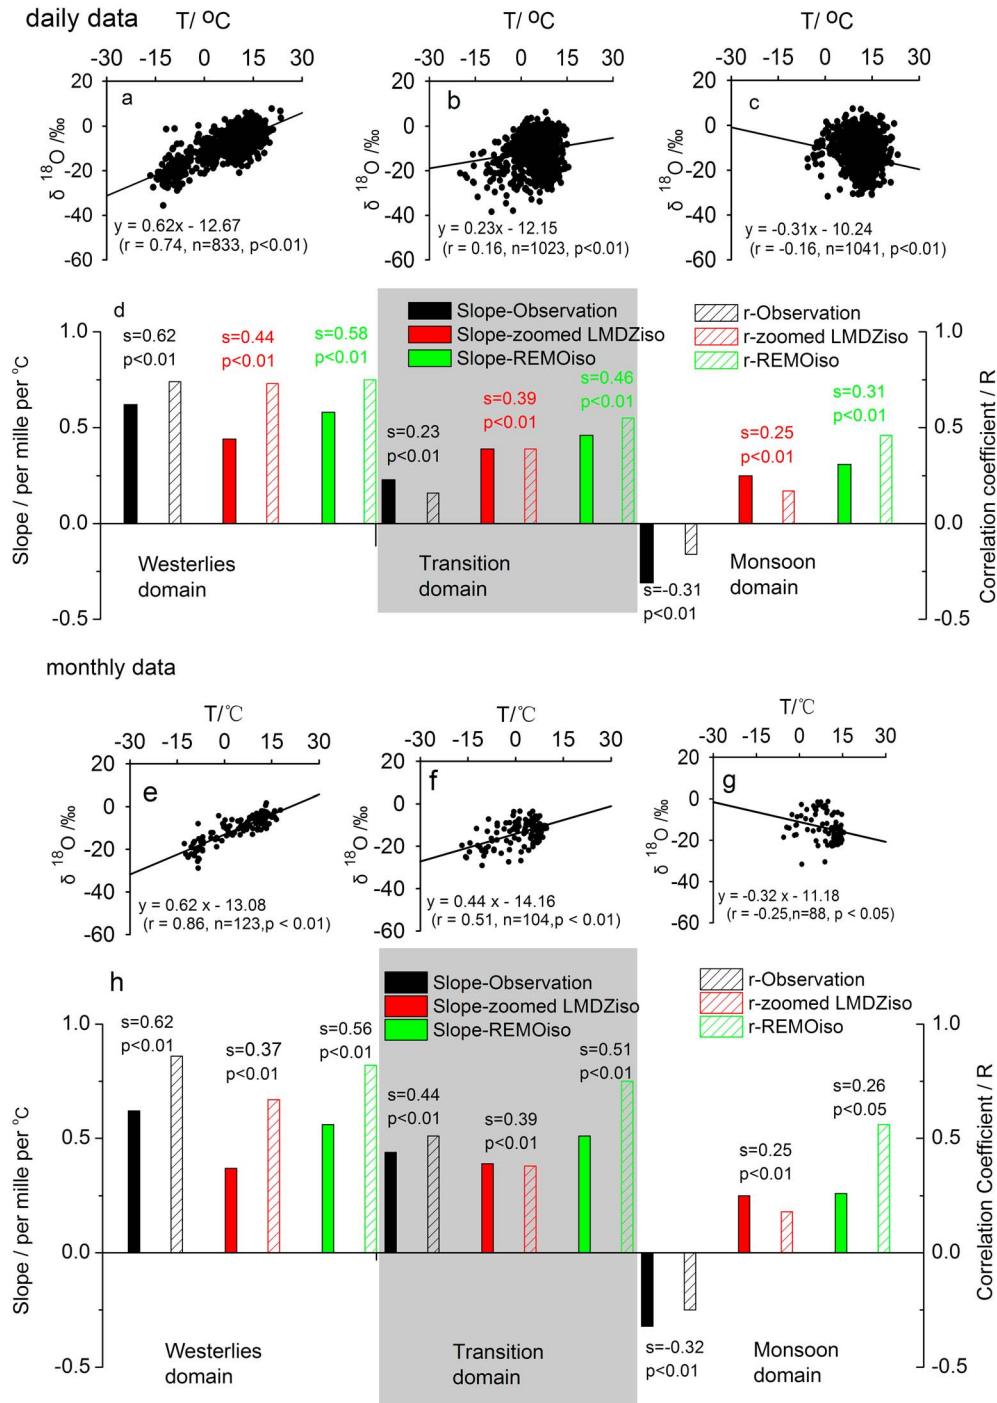 daily data
T/ ºC
T/ ºC
T/ ºC
-30 -15 0 15 30
-30 -15 0 15 30
-30 -15 0 15 30
20
0
-20
-40
-60
δ 18O /‰
a
y = 0.62x - 12.67
(r = 0.74, n=833, p<0.01)
20
0
-20
-40
-60
δ 18O /‰
b
y = 0.23x - 12.15
(r = 0.16, n=1023, p<0.01)
20
0
-20
-40
-60
δ 18O /‰
c
y = -0.31x - 10.24
(r = -0.16, n=1041, p<0.01)
d
Slope-Observation
Slope-zoomed LMDZiso
Slope-REMOiso
r-Observation
r-zoomed LMDZiso
r-REMOiso
1.0
0.5
0.0
-0.5
Slope / per mille per ºC
s=0.62
p<0.01
s=0.44
p<0.01
s=0.58
p<0.01
s=0.23
p<0.01
s=0.39
p<0.01
s=0.46
p<0.01
s=-0.31
p<0.01
s=0.25
p<0.01
s=0.31
p<0.01
Westerlies
domain
Transition
domain
Monsoon
domain
1.0
0.5
0.0
-0.5
Correlation coefficient / R
monthly data
T/℃
T/℃
T/℃
-30 -15 0 15 30
-30 -15 0 15 30
-30 -15 0 15 30
20
0
-20
-40
-60
δ 18O /‰
e
y = 0.62 x - 13.08
(r = 0.86, n=123,p < 0.01)
20
0
-20
-40
-60
δ 18O /‰
f
y = 0.44 x - 14.16
(r = 0.51, n=104,p < 0.01)
20
0
-20
-40
-60
δ 18O /‰
g
y = -0.32 x - 11.18
(r = -0.25,n=88, p < 0.05)
h
Slope-Observation
Slope-zoomed LMDZiso
Slope-REMOiso
r-Observation
r-zoomed LMDZiso
r-REMOiso
1.0
0.5
0.0
-0.5
Slope / per mille per ºC
s=0.62
p<0.01
s=0.37
p<0.01
s=0.56
p<0.01
s=0.44
p<0.01
s=0.39
p<0.01
s=0.51
p<0.01
s=-0.32
p<0.01
s=0.25
p<0.01
s=0.26
p<0.05
Westerlies
domain
Transition
domain
Monsoon
domain
1.0
0.5
0.0
-0.5
Correlation Coefficient / R